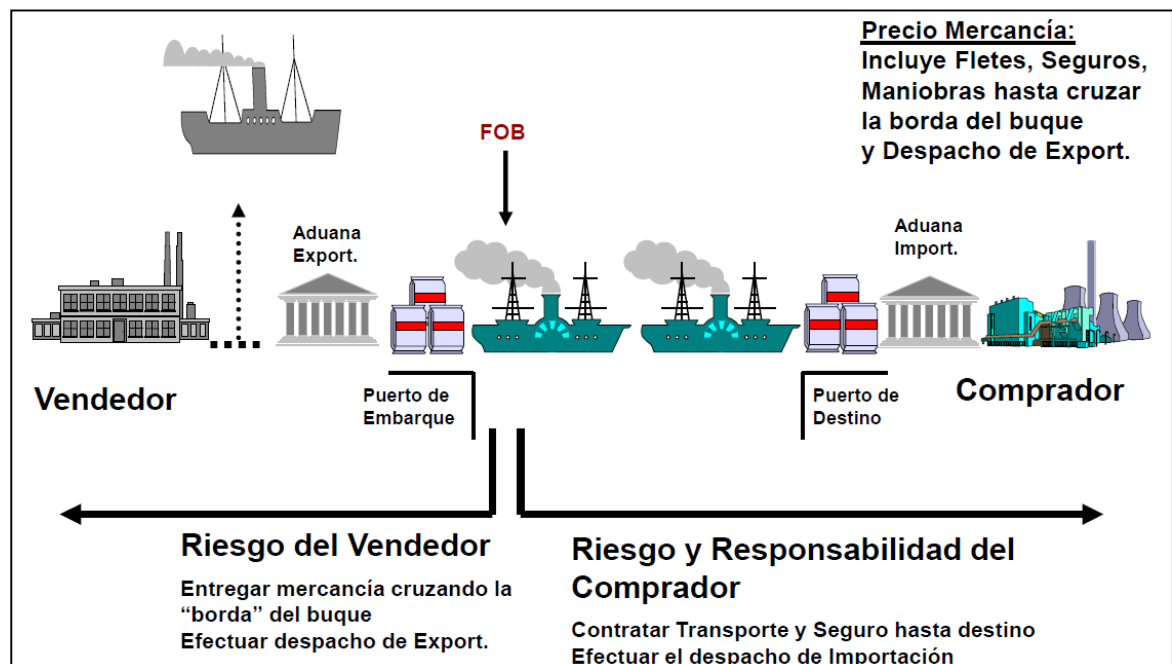 Precio Mercancía:
Incluye Fletes, Seguros,
Maniobras hasta cruzar
la borda del buque
y Despacho de Export.
FOB
Aduana
Export.
Aduana
Import.
Vendedor
Puerto de
Embarque
Puerto de
Destino
Comprador
Riesgo del Vendedor
Entregar mercancía cruzando la
“borda” del buque
Efectuar despacho de Export.
Riesgo y Responsabilidad del
Comprador
Contratar Transporte y Seguro hasta destino
Efectuar el despacho de Importación